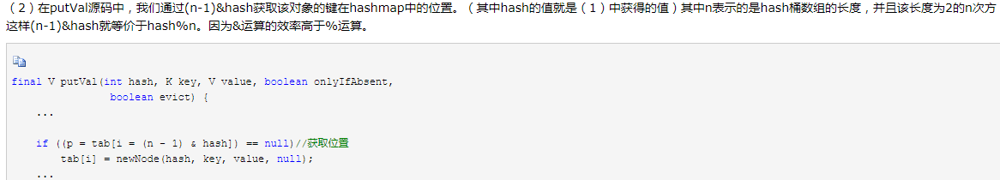 （2）在putVal源码中，我们通过(n-1)&hash获取该对象的键在hashmap中的位置。（其中hash的值就是（1）中获得的值）其中n表示的是hash桶数组的长度，并且该长度为2的n次方
这样(n-1)&hash就等价于hash%n。因为&运算的效率高于%运算。
final V putVal(int hash, K key, V value, boolean onlyIfAbsent,
boolean evict) {
...
if ((p = tab[i = (n - 1) & hash]) == null)//获取位置
tab[i] = newNode(hash, key, value, null);
...